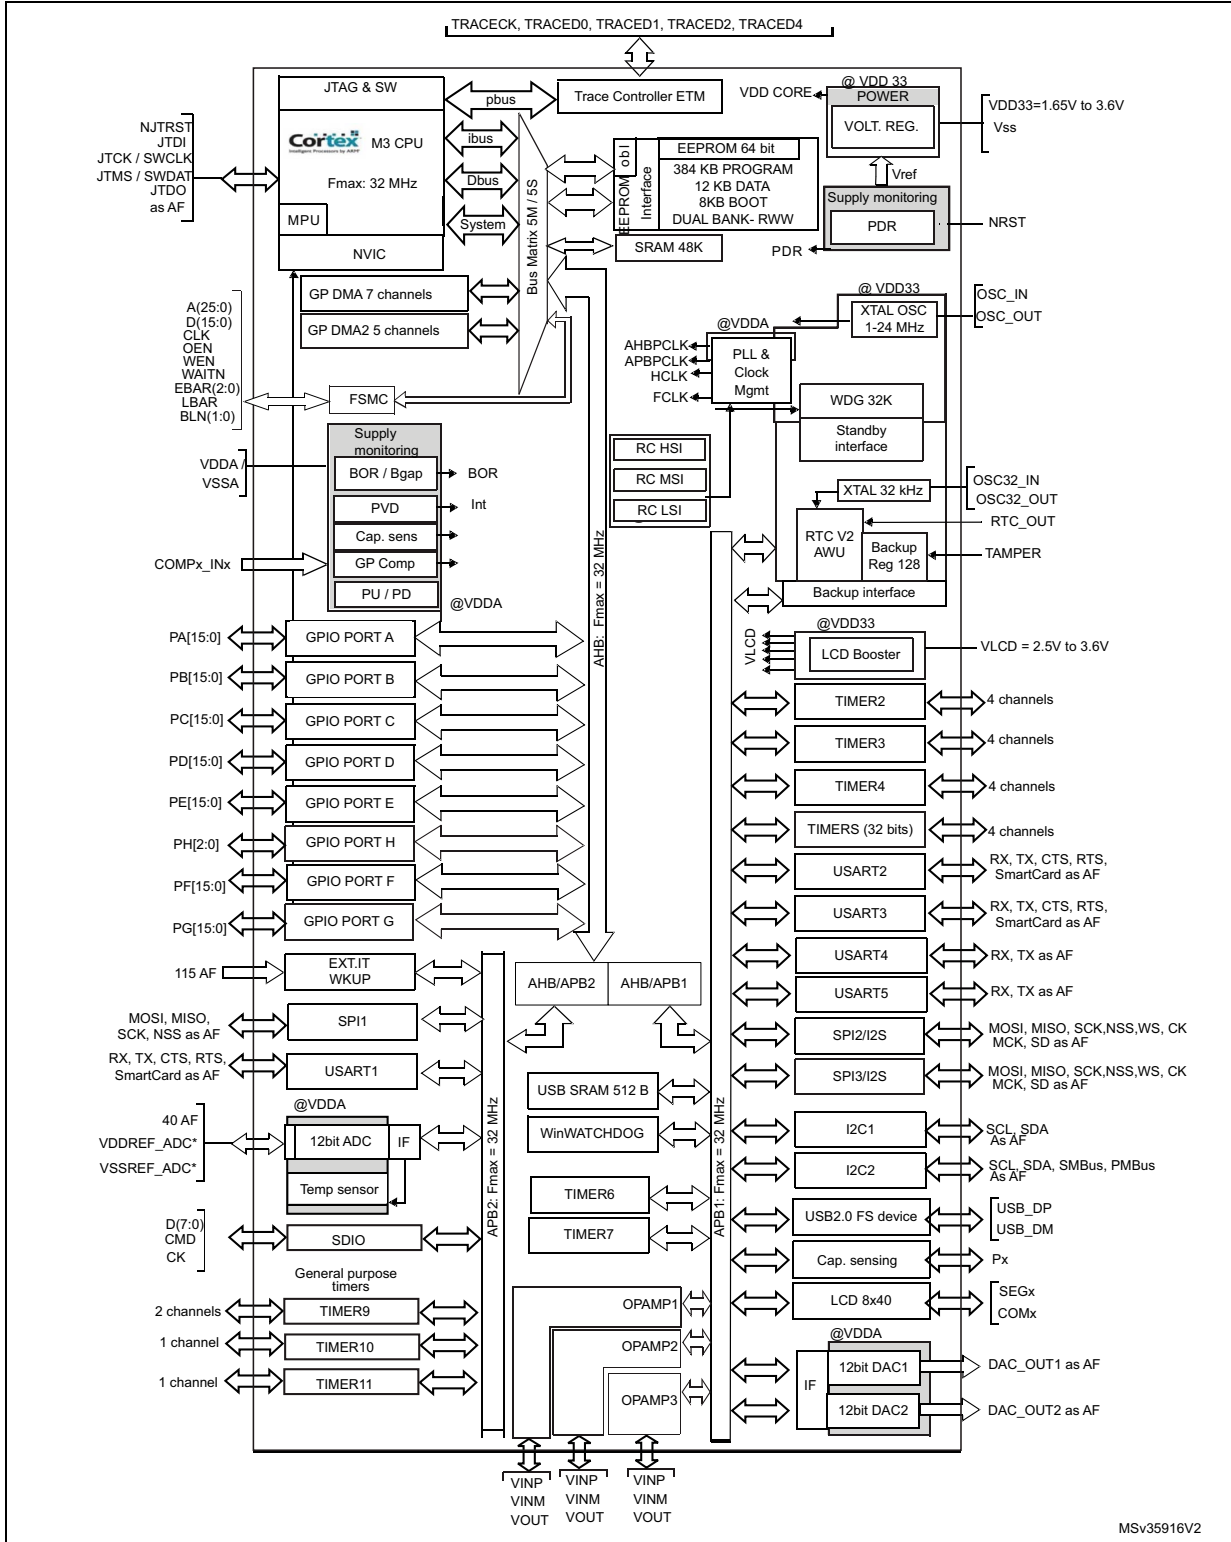 TRACECK, TRACED0, TRACED1, TRACED2, TRACED4
JTAG & SW
pbus
Trace Controller ETM
VDD CORE
@ VDD 33
POWER
VOLT. REG.
VDD33=1.65V to 3.6V
Vss
NJTRST
JTDI
JTCK / SWCLK
JTMS / SWDAT
JTDO
as AF
Cortex
Intelligent Processors by ARM
M3 CPU
Fmax: 32 MHz
MPU
NVIC
ibus
Dbus
System
Bus Matrix 5M / 5S
EEPROM obl
Interface
EEPROM 64 bit
384 KB PROGRAM
12 KB DATA
8KB BOOT
DUAL BANK- RWW
SRAM 48K
Vref
Supply monitoring
PDR
NRST
PDR
GP DMA 7 channels
GP DMA2 5 channels
A(25:0)
D(15:0)
CLK
OEN
WEN
WAITN
EBAR(2:0)
LBAR
BLN(1:0)
FSMC
@ VDD33
XTAL OSC
1-24 MHz
OSC_IN
OSC_OUT
@VDDA
PLL &
Clock
Mgmt
AHBPCLK
APBPCLK
HCLK
FCLK
WDG 32K
Standby
interface
RC HSI
RC MSI
RC LSI
Supply
monitoring
VDDA /
VSSA
BOR / Bgap
BOR
PVD
Int
Cap. sens
COMPx_INx
GP Comp
PU / PD
@VDDA
XTAL 32 kHz
OSC32_IN
OSC32_OUT
RTC_OUT
RTC V2
AWU
Backup
Reg 128
TAMPER
Backup interface
AHB: Fmax = 32 MHz
PA[15:0]
GPIO PORT A
PB[15:0]
GPIO PORT B
PC[15:0]
GPIO PORT C
PD[15:0]
GPIO PORT D
PE[15:0]
GPIO PORT E
PH[2:0]
GPIO PORT H
PF[15:0]
GPIO PORT F
PG[15:0]
GPIO PORT G
@VDD33
VLCD
LCD Booster
VLCD = 2.5V to 3.6V
TIMER2
4 channels
TIMER3
4 channels
TIMER4
4 channels
TIMERS (32 bits)
4 channels
USART2
RX, TX, CTS, RTS,
SmartCard as AF
USART3
RX, TX, CTS, RTS,
SmartCard as AF
USART4
RX, TX as AF
USART5
RX, TX as AF
SPI2/I2S
MOSI, MISO, SCK,NSS,WS, CK
MCK, SD as AF
SPI3/I2S
MOSI, MISO, SCK,NSS,WS, CK
MCK, SD as AF
I2C1
SCL, SDA
As AF
I2C2
SCL, SDA, SMBus, PMBus
As AF
USB2.0 FS device
USB_DP
USB_DM
Cap. sensing
Px
LCD 8x40
SEGx
COMx
@VDDA
IF
12bit DAC1
DAC_OUT1 as AF
12bit DAC2
DAC_OUT2 as AF
115 AF
EXT.IT
WKUP
AHB/APB2
AHB/APB1
MOSI, MISO,
SCK, NSS as AF
SPI1
RX, TX, CTS, RTS,
SmartCard as AF
USART1
@VDDA
40 AF
VDDREF_ADC*
VSSREF_ADC*
12bit ADC
IF
Temp sensor
D(7:0)
CMD
CK
SDIO
General purpose
timers
2 channels
TIMER9
1 channel
TIMER10
1 channel
TIMER11
APB2: Fmax = 32 MHz
APB1: Fmax = 32 MHz
USB SRAM 512 B
WinWATCHDOG
TIMER6
TIMER7
OPAMP1
OPAMP2
OPAMP3
VINP
VINM
VOUT
VINP
VINM
VOUT
VINP
VINM
VOUT
MSv35916V2